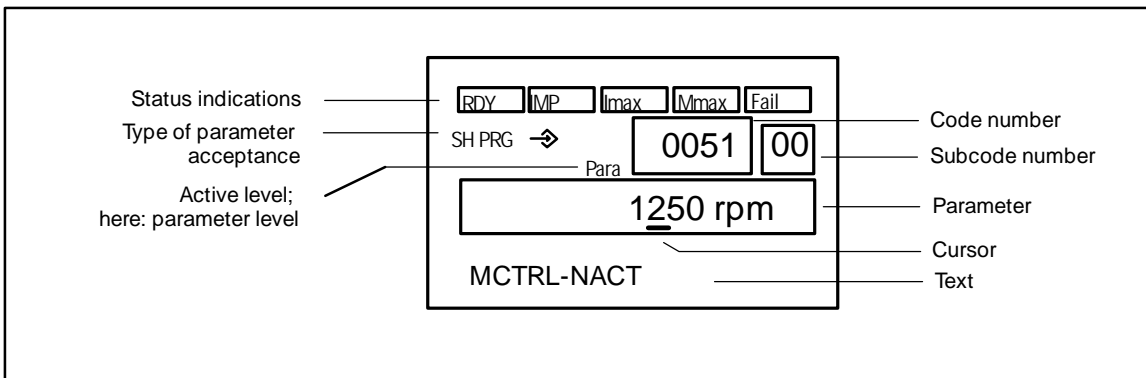 Status indications
Type of parameter
acceptance
Active level;
here: parameter level
RDY IMP Imax Mmax Fail
SH PRG
Para
0051 00
1250 rpm
MCTRL-NACT
Code number
Subcode number
Parameter
Cursor
Text